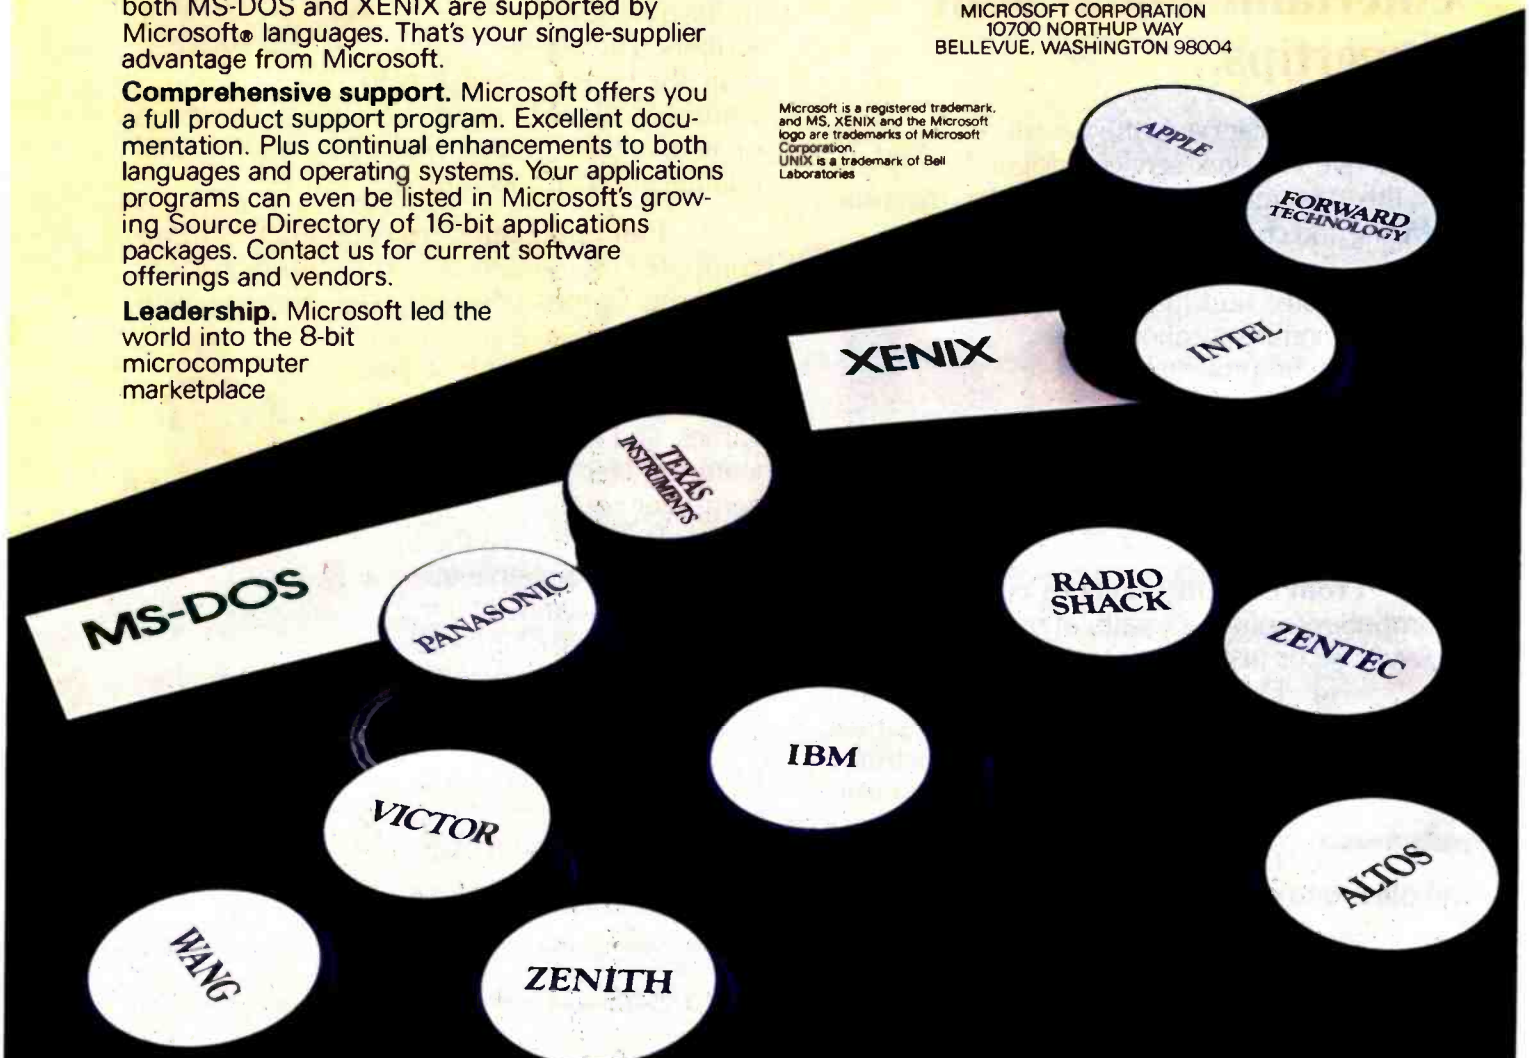 both MS-DOS and XENIX are supported by
Microsoft® languages. That's your single-supplier
advantage from Microsoft.
Comprehensive support. Microsoft offers you
a full product support program. Excellent docu-
mentation. Plus continual enhancements to both
languages and operating systems. Your applications
programs can even be listed in Microsoft's grow-
ing Source Directory of 16-bit applications
packages. Contact us for current software
offerings and vendors.
Leadership. Microsoft led the
world into the 8-bit
microcomputer
marketplace
MICROSOFT CORPORATION
10700 NORTHUP WAY
BELLEVUE, WASHINGTON 98004
Microsoft is a registered trademark,
and MS, XENIX and the Microsoft
logo are trademarks of Microsoft
Corporation.
UNIX is a trademark of Bell
Laboratories
APPLE
FORWARD
TECHNOLOGY
XENIX
INTEL
TEXAS
INSTRUMENTS
MS-DOS
PANASONIC
RADIO
SHACK
ZENTEC
IBM
VICTOR
ALTOS
WANG
ZENITH